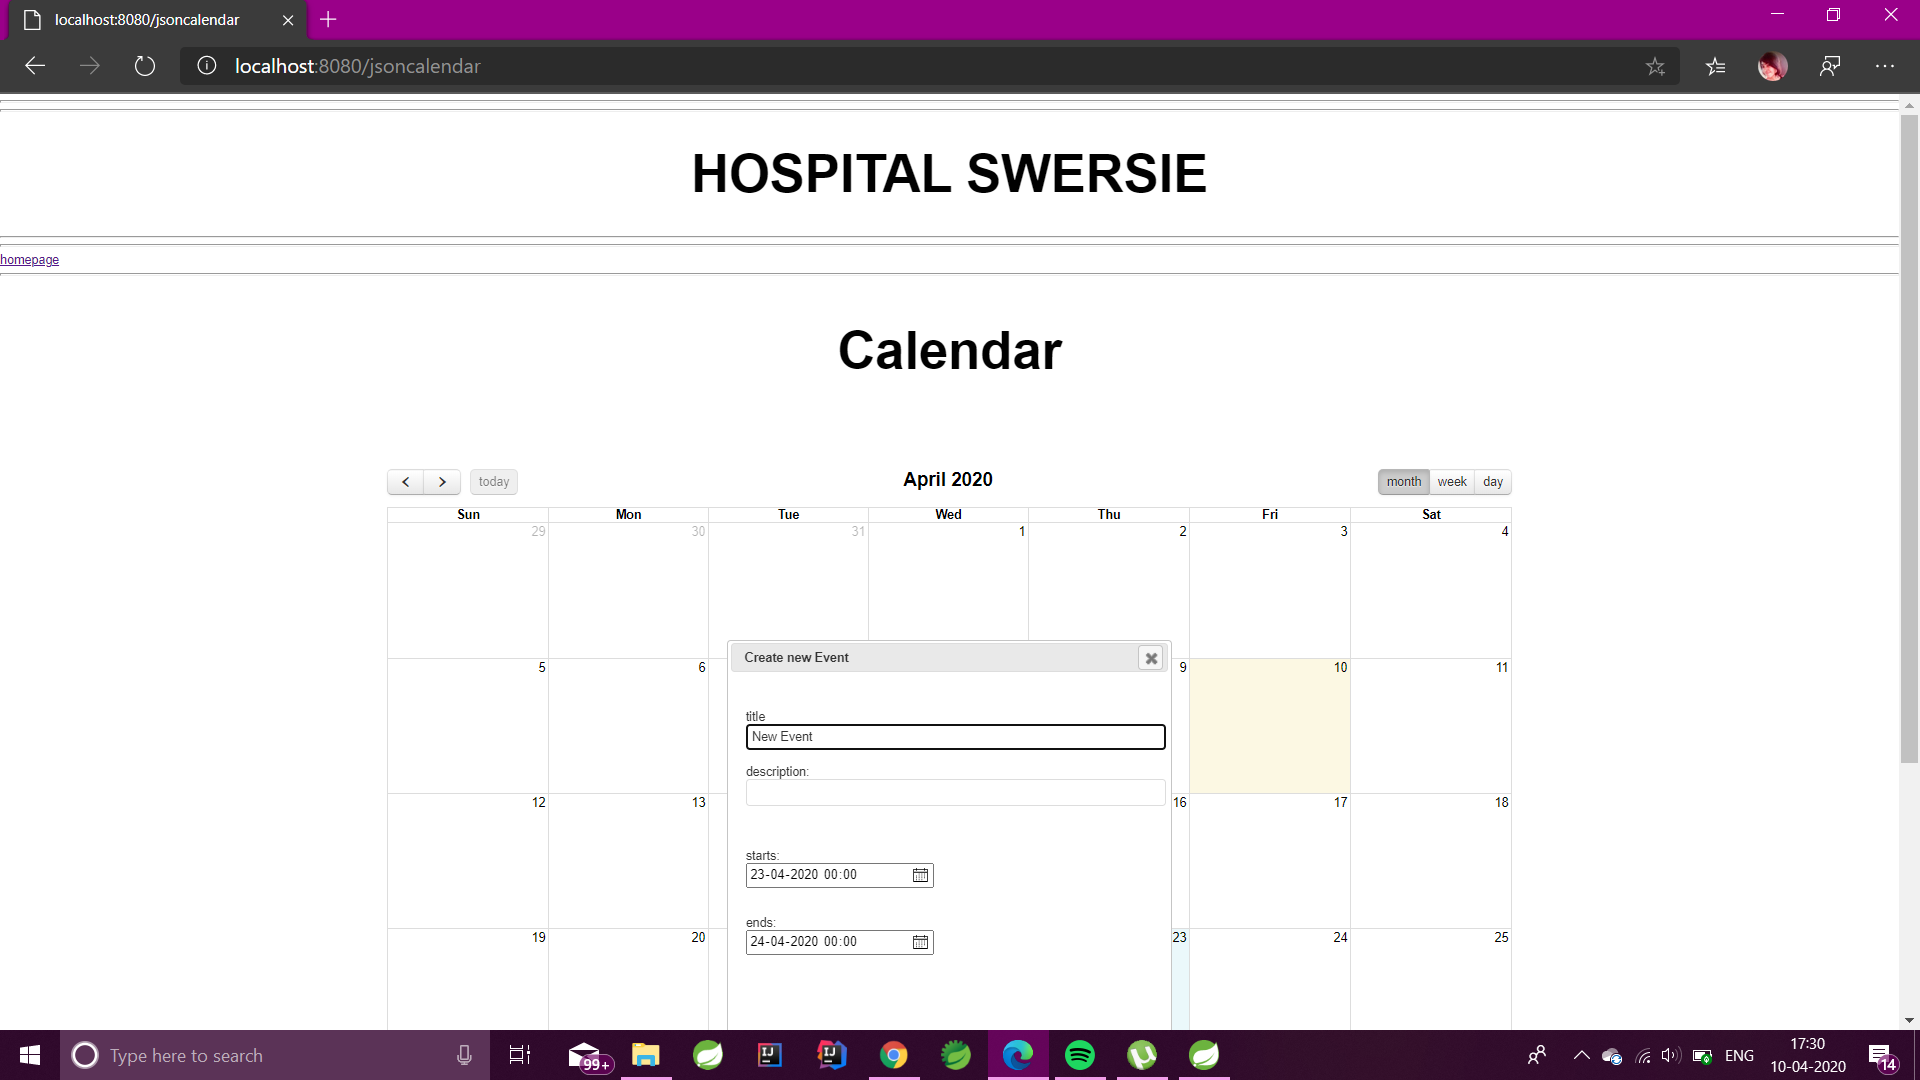 localhost:8080/jsoncalendar
localhost:8080/jsoncalendar
HOSPITAL SWERSIE
homepage
Calendar
today
April 2020
month week day
Sun Mon Tue Wed Thu Fri Sat
29 30 31 1 2 3 4
Create new Event
5 6 9 10 11
title
New Event
description:
12 13 16 17 18
starts:
23-04-2020 00:00
ends:
24-04-2020 00:00
19 20 23 24 25
Type here to search
99+
IJ
IJ
ENG
17:30
10-04-2020
14